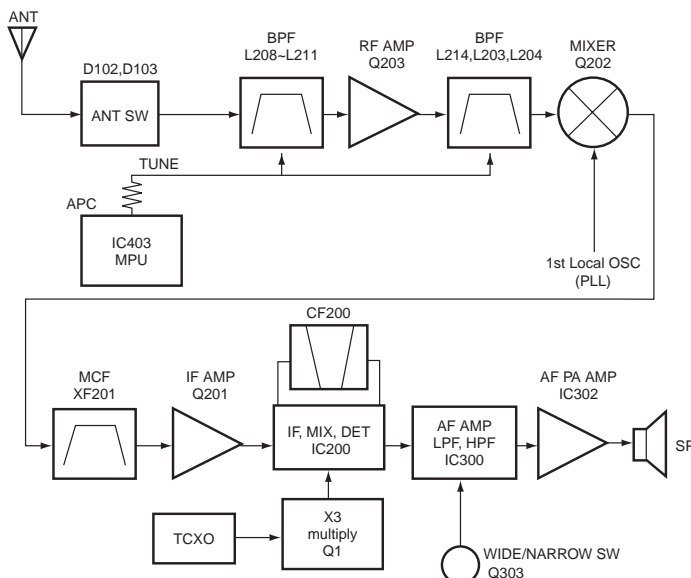 ANT
D102,D103
ANT SW
BPF
L208~L211
RF AMP
Q203
BPF
L214,L203,L204
MIXER
Q202
TUNE
APC
IC403
MPU
1st Local OSC
(PLL)
CF200
MCF
XF201
IF AMP
Q201
IF, MIX, DET
IC200
AF AMP
LPF, HPF
IC300
AF PA AMP
IC302
SP
TCXO
X3
multiply
Q1
WIDE/NARROW SW
Q303